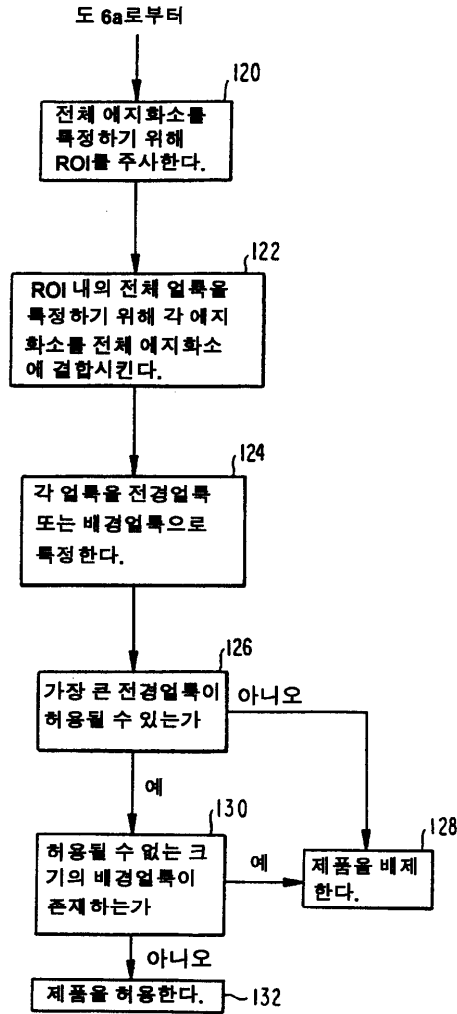 도 6a로부터
120
전체 에지화소를
특정하기 위해
ROI를 주사한다.
122
ROI 내의 전체 얼룩을
특정하기 위해 각 에지
화소를 전체 에지화소
에 결합시킨다.
124
각 얼룩을 전경얼룩
또는 배경얼룩으로
특정한다.
126
가장 큰 전경얼룩이
허용될 수 있는가
아니오
예
130
허용될 수 없는 크
기의 배경얼룩이
존재하는가
예
128
제품을 배제
한다.
아니오
제품을 허용한다.
132